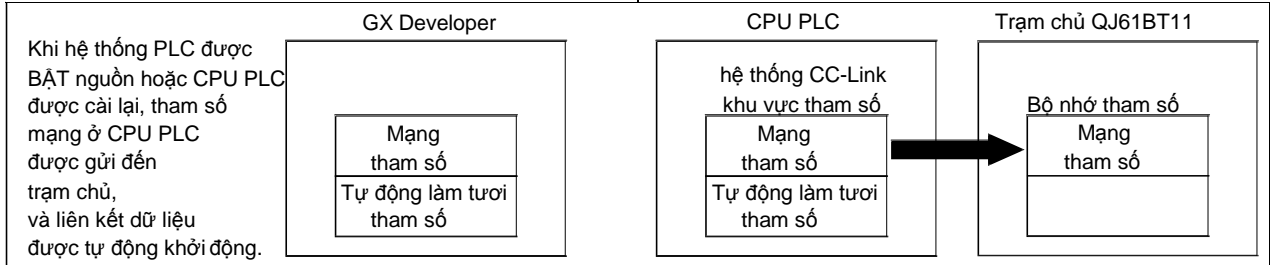 GX Developer
CPU PLC
Trạm chủ QJ61BT11
Khi hệ thống PLC được
BẬT nguồn hoặc CPU PLC
được cài lại, tham số
mạng ở CPU PLC
được gửi đến
trạm chủ,
và liên kết dữ liệu
được tự động khởi động.
Mạng
tham số
Tự động làm tươi
tham số
hệ thống CC-Link
khu vực tham số
Mạng
tham số
Tự động làm tươi
tham số
Bộ nhớ tham số
Mạng
tham số